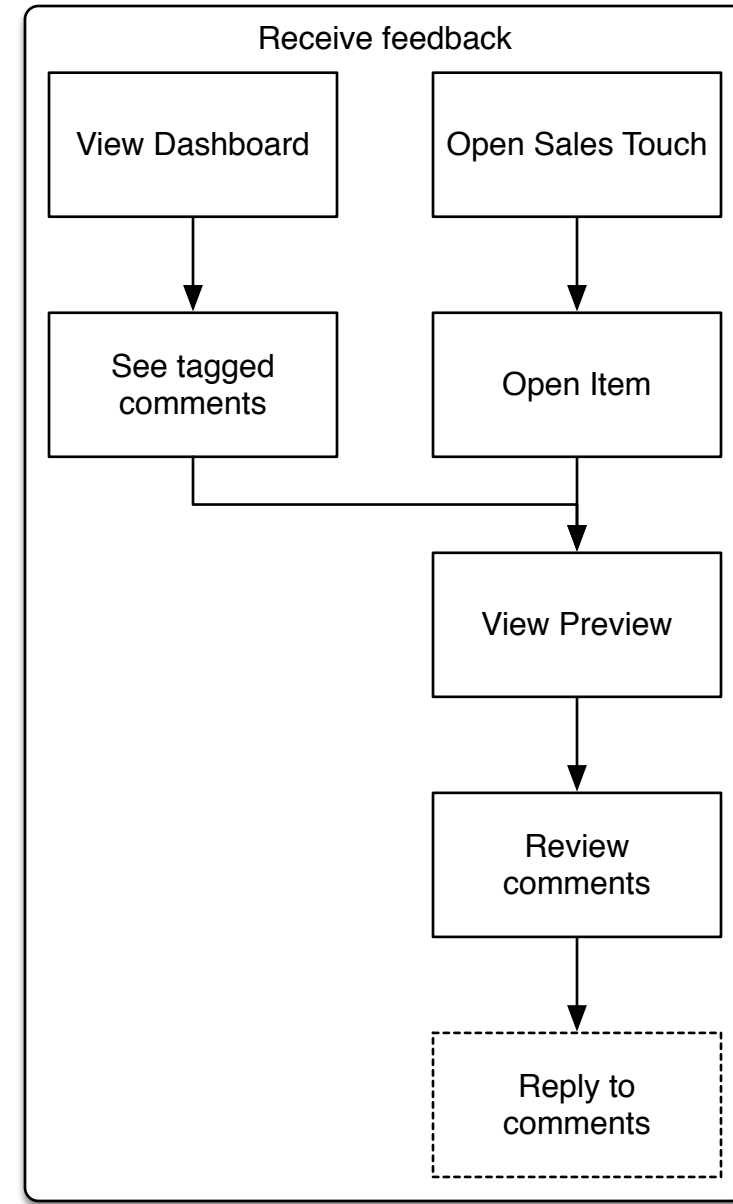 Receive feedback
View Dashboard
Open Sales Touch
See tagged
comments
Open Item
View Preview
Review
comments
Reply to
comments